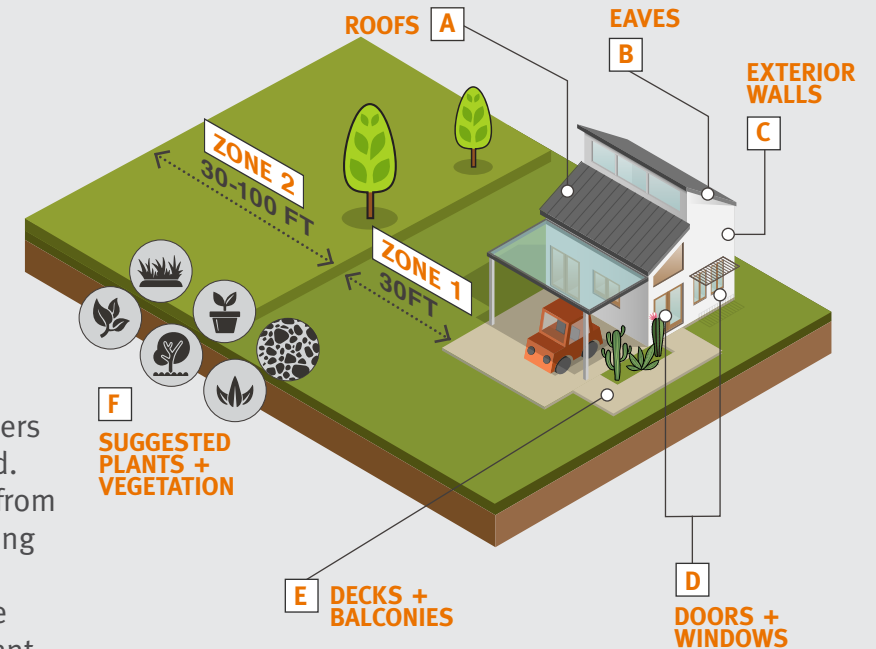 ROOFS A
EAVES
B
EXTERIOR
WALLS
C
ZONE 2
30-100 FT
ZONE 1
30FT
F
SUGGESTED
PLANTS +
VEGETATION
ers
d.
from
ng
e
E
DECKS +
BALCONIES
D
DOORS +
WINDOWS